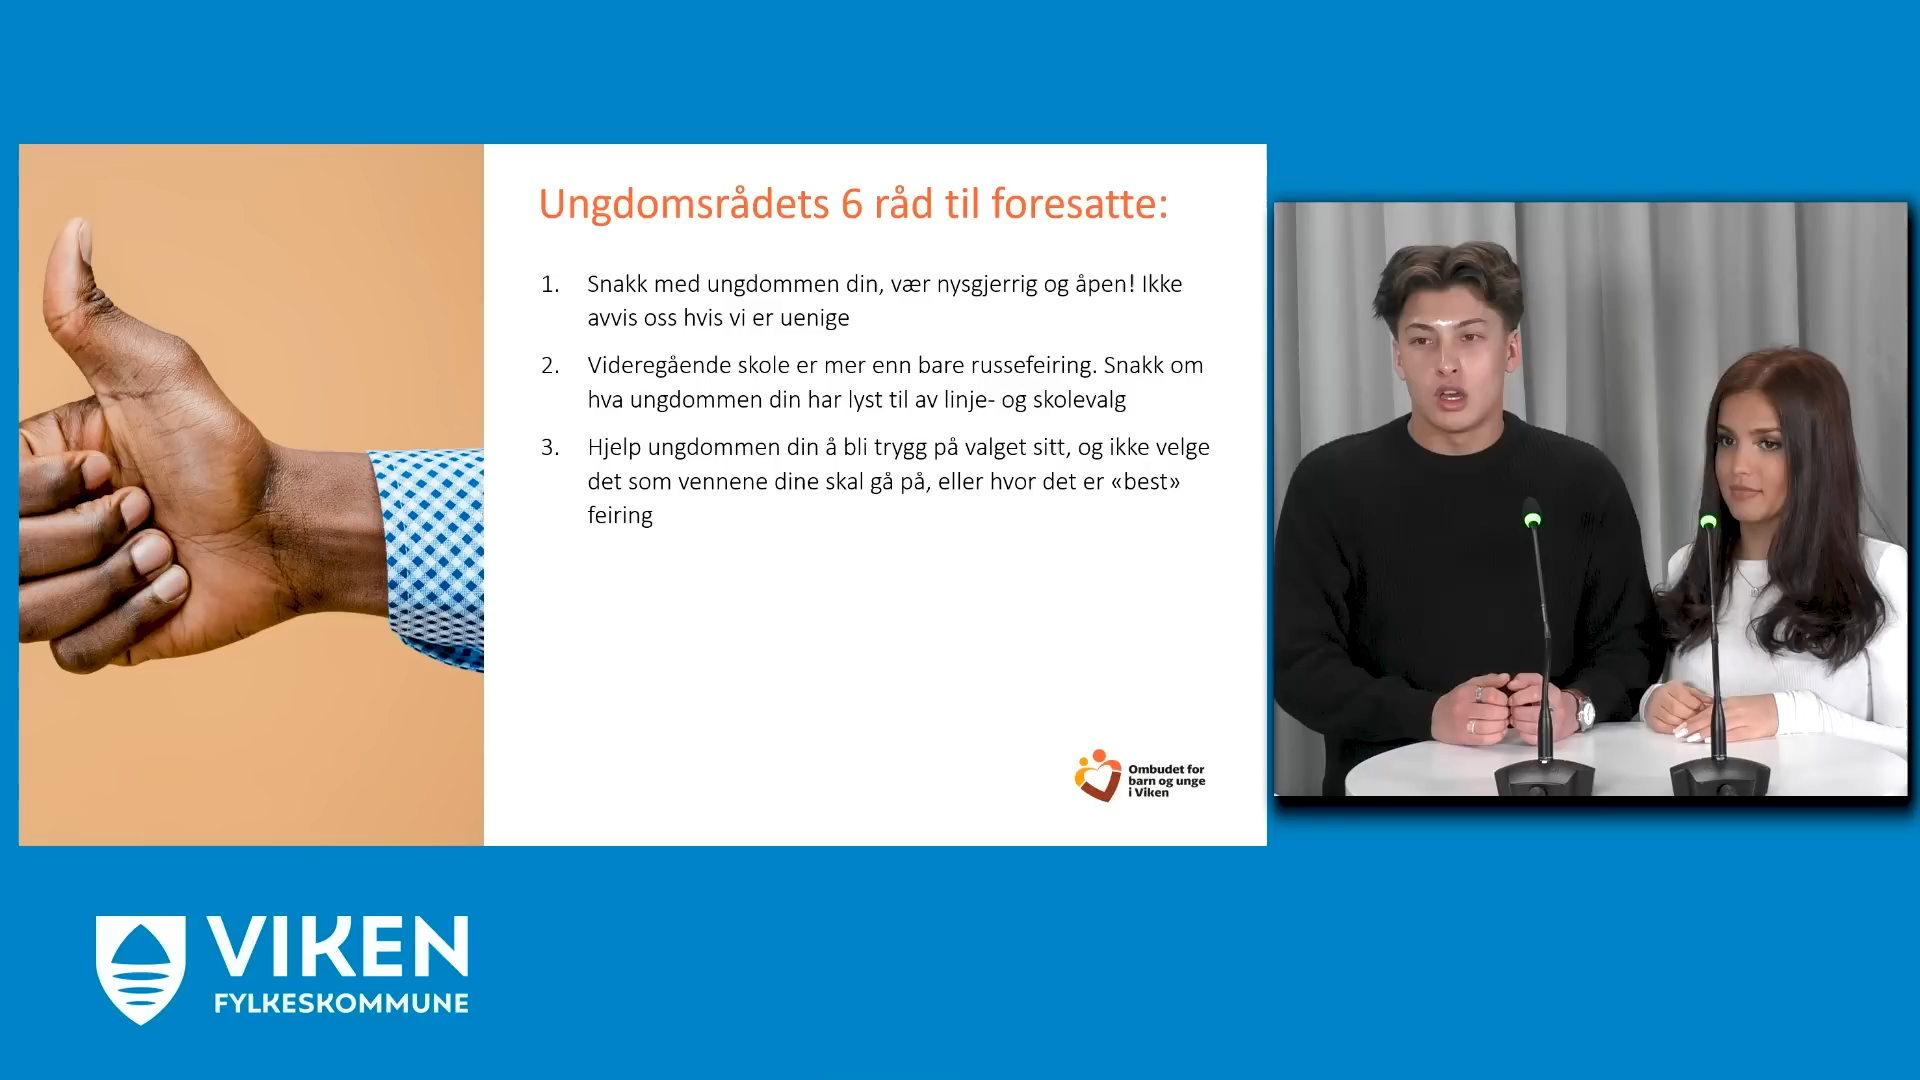 Ungdomsrådets 6 råd til foresatte:
1. Snakk med ungdommen din, vær nysgjerrig og åpen! Ikke
avvis oss hvis vi er uenige
2. Videregående skole er mer enn bare russefeiring. Snakk om
hva ungdommen din har lyst til av linje- og skolevalg
3. Hjelp ungdommen din å bli trygg på valget sitt, og ikke velge
det som vennene dine skal gå på, eller hvor det er «best»
feiring
Ombudet for
barn og unge
i Viken
VIKEN
FYLKESKOMMUNE